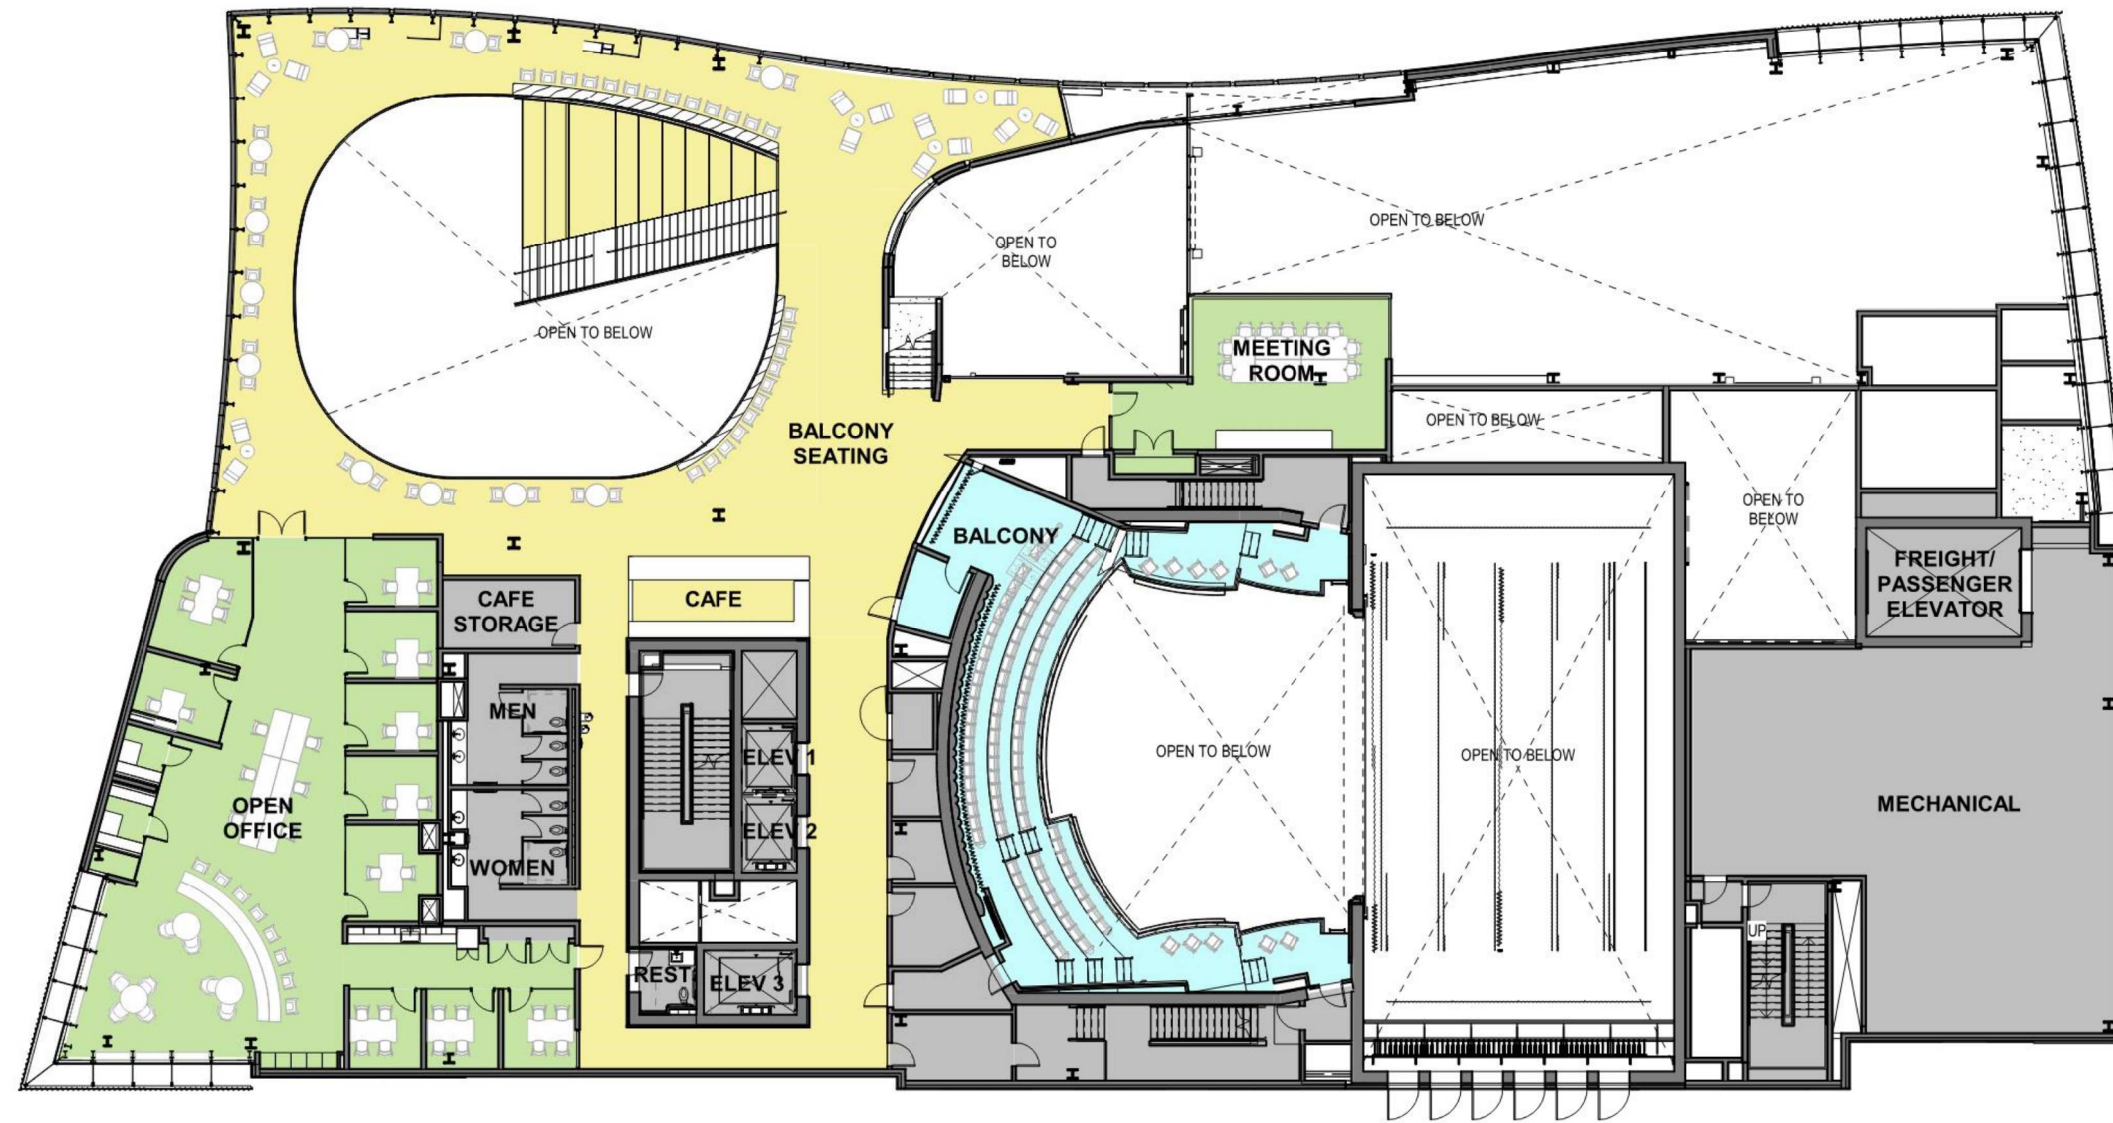 OPEN TO BELOW
OPEN TO
BELOW
OPEN TO BELOW
MEETING
ROOM
OPEN TO BELOW
BALCONY
SEATING
OPEN TO
BELOW
BALCONY
CAFE
STORAGE
CAFE
FREIGHT/
PASSENGER
ELEVATOR
MEN
ELEV 1
OPEN TO BELOW
OPEN TO BELOW
OPEN
OFFICE
ELEV 2
MECHANICAL
WOMEN
UP
REST
ELEV 3